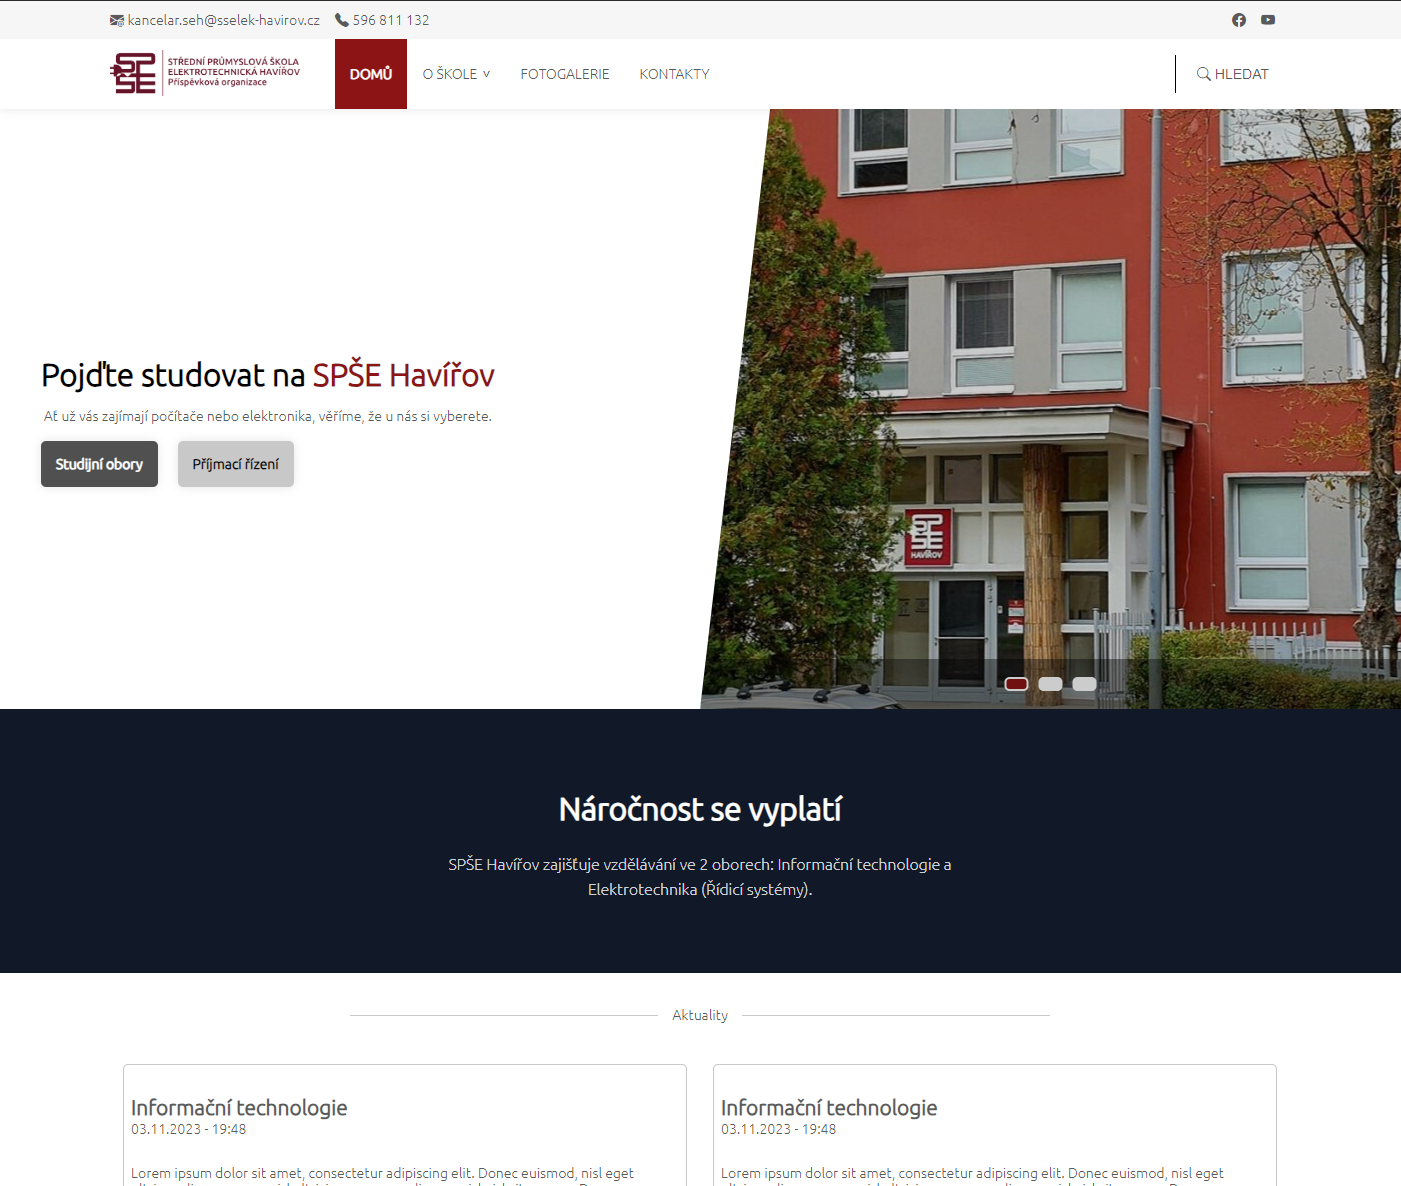 kancelar.seh@sselek-havirov.cz 596 811 132
STŘEDNÍ PRŮMYSLOVÁ ŠKOLA
ELEKTROTECHNICKÁ HAVÍŘOV
Příspěvková organizace
SPSE
DOMŮ O ŠKOLE FOTOGALERIE KONTAKTY HLEDAT
Pojďte studovat na SPŠE Havířov
Ať už vás zajímají počítače nebo elektronika, věříme, že u nás si vyberete.
Studijní obory Příjmací řízení
SPSE
HAVÍŘOV
Náročnost se vyplatí
SPŠE Havířov zajišťuje vzdělávání ve 2 oborech: Informační technologie a
Elektrotechnika (Řídicí systémy).
Aktuality
Informační technologie
03.11.2023 - 19:48
Lorem ipsum dolor sit amet, consectetur adipiscing elit. Donec euismod, nisl eget
Informační technologie
03.11.2023 - 19:48
Lorem ipsum dolor sit amet, consectetur adipiscing elit. Donec euismod, nisl eget